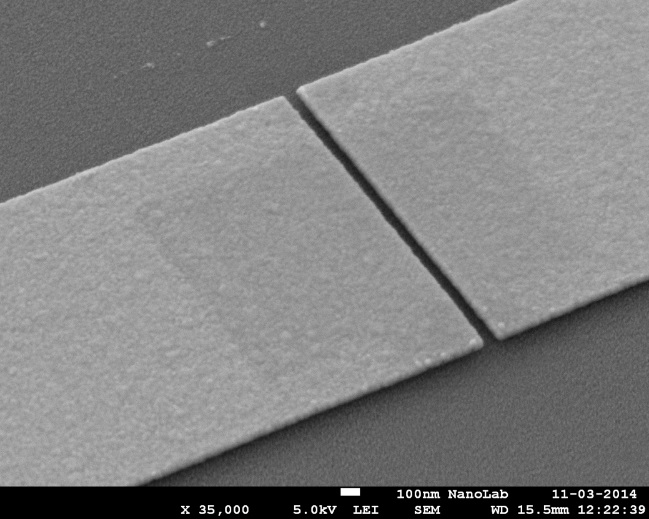 100nm NanoLab 11-03-2014
X 35,000 5.0kV LEI SEM WD 15.5mm 12:22:39